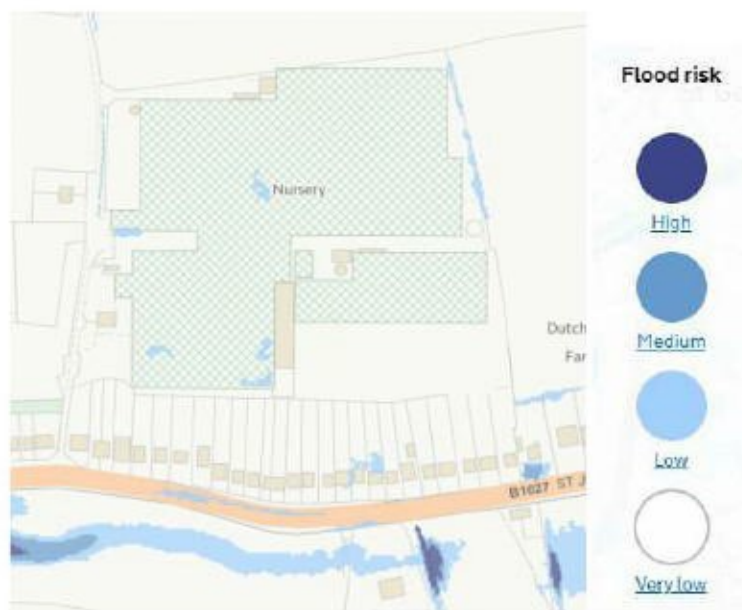 Flood risk
High
Medium
Low
Very low
Nursery
Dutch
Far
B1027 ST J